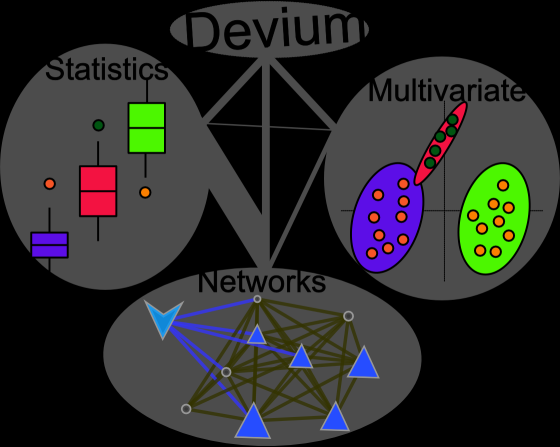 Devium
Statistics
Multivariate
Networks